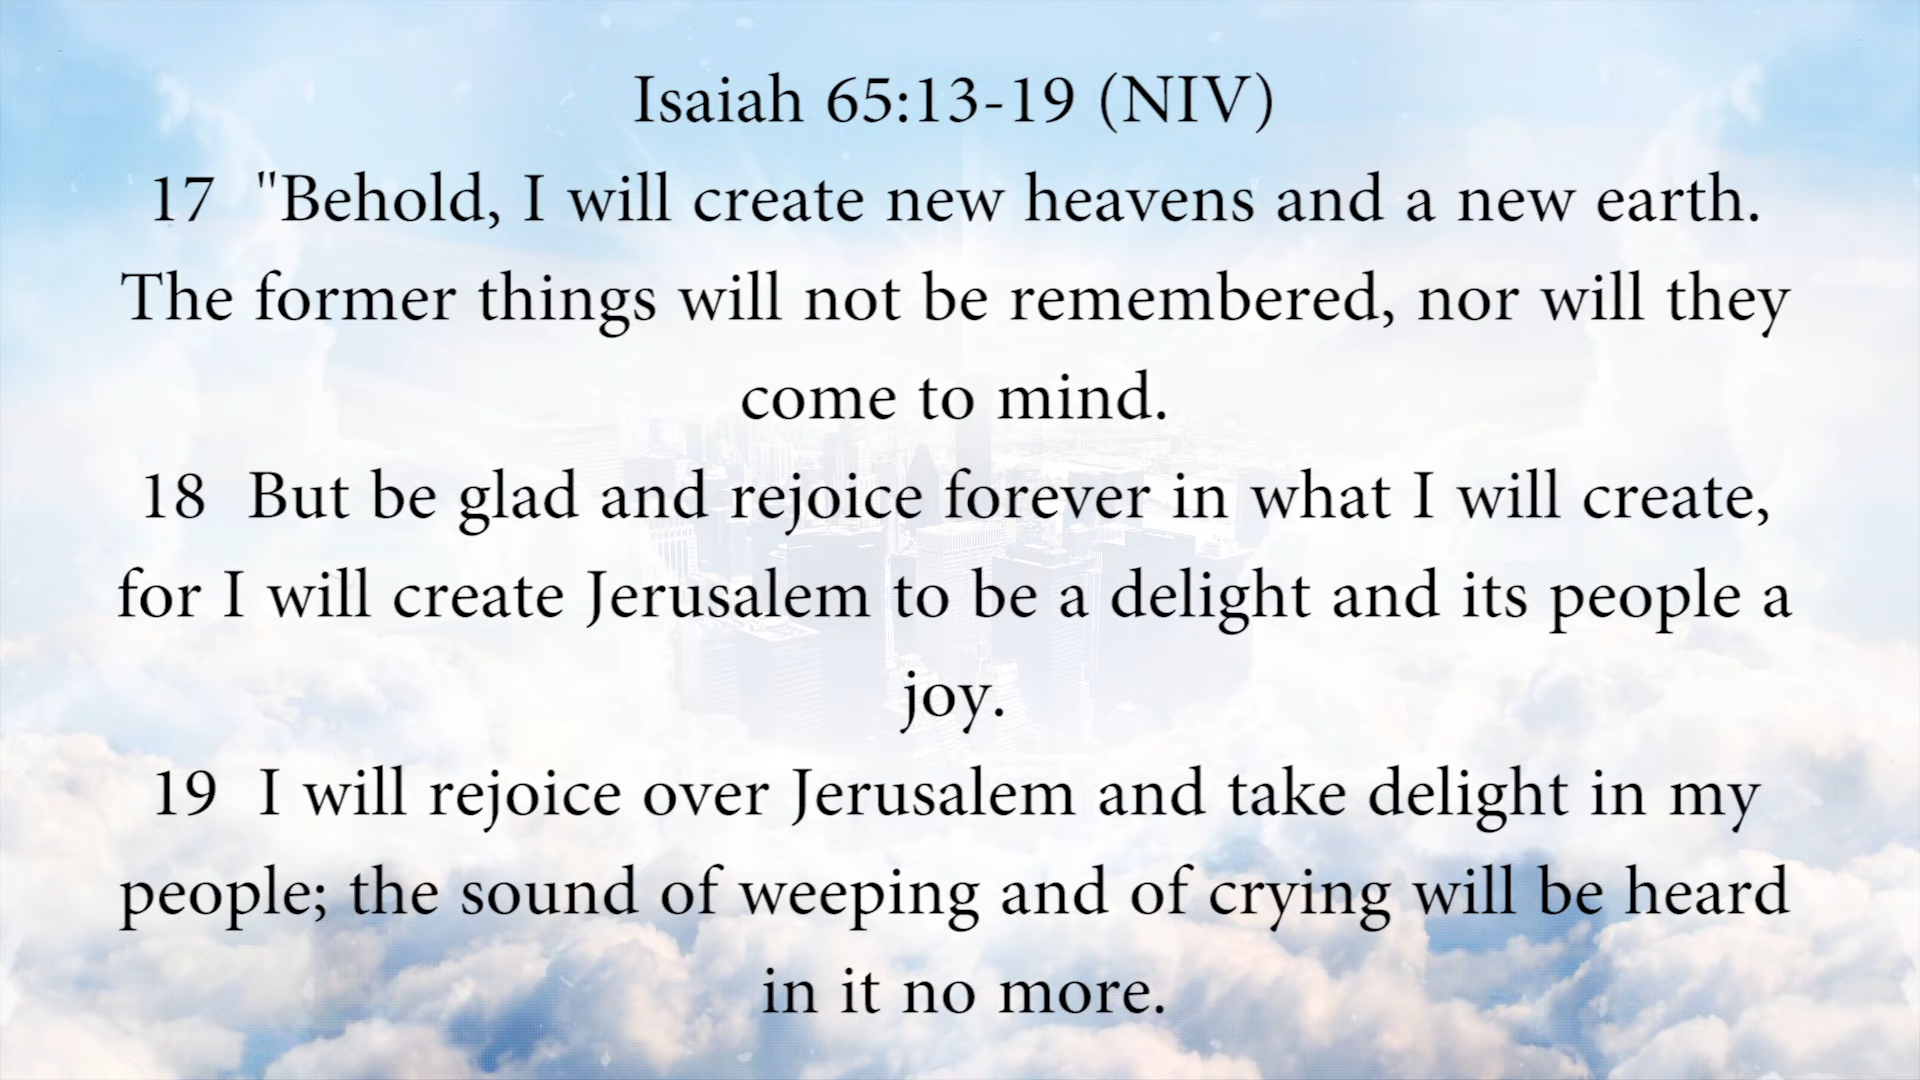 Isaiah 65:13-19 (NIV)
17 "Behold, I will create new heavens and a new earth.
The former things will not be remembered, nor will they
come to mind.
18 But be glad and rejoice forever in what I will create,
for I will create Jerusalem to be a delight and its people a
joy.
19 I will rejoice over Jerusalem and take delight in my
people; the sound of weeping and of crying will be heard
in it no more.